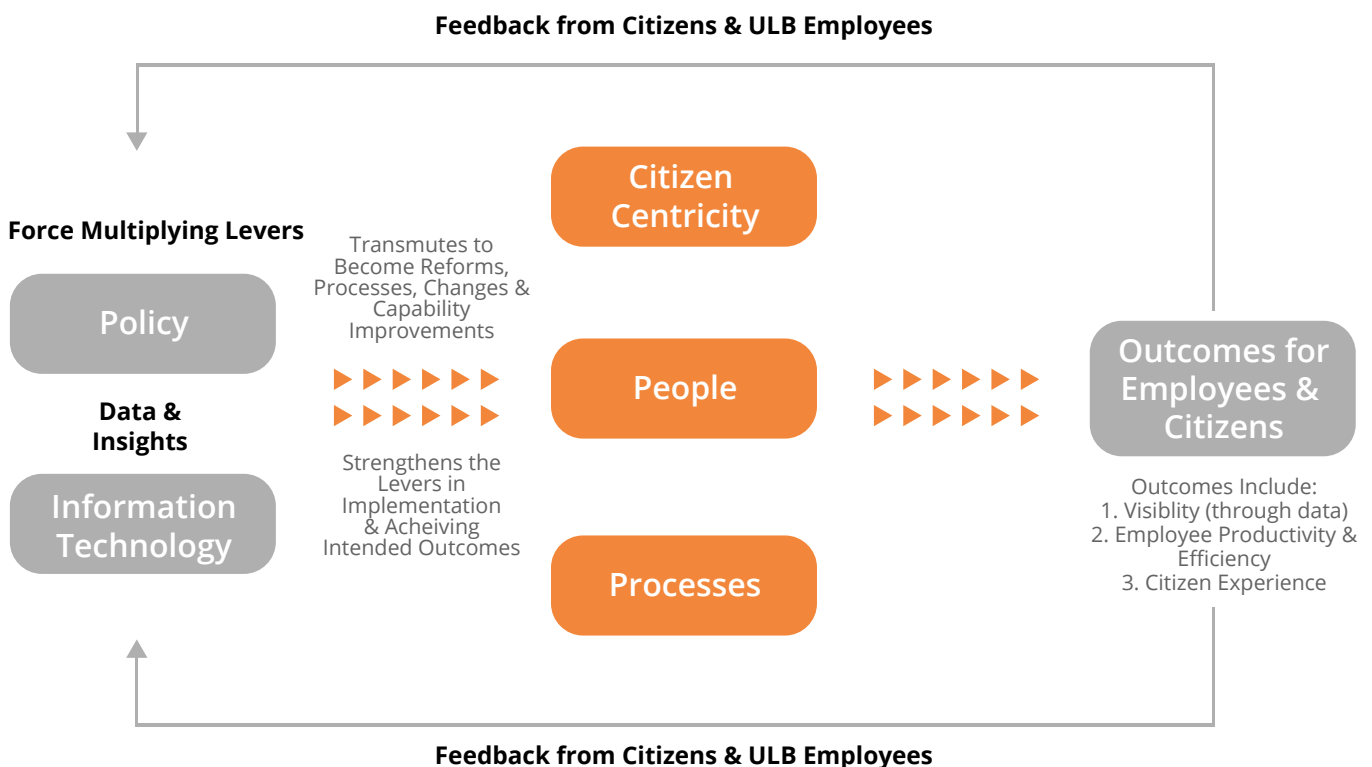 Feedback from Citizens & ULB Employees
Force Multiplying Levers
Policy
Data &
Insights
Information
Technology
Transmutes to
Become Reforms,
Processes, Changes &
Capability
Improvements
Strengthens the
Levers in
Implementation
& Acheiving
Intended Outcomes
Citizen
Centricity
People
Processes
Outcomes for
Employees &
Citizens
Outcomes Include:
1. Visiblity (through data)
2. Employee Productivity &
Efficiency
3. Citizen Experience
Feedback from Citizens & ULB Employees